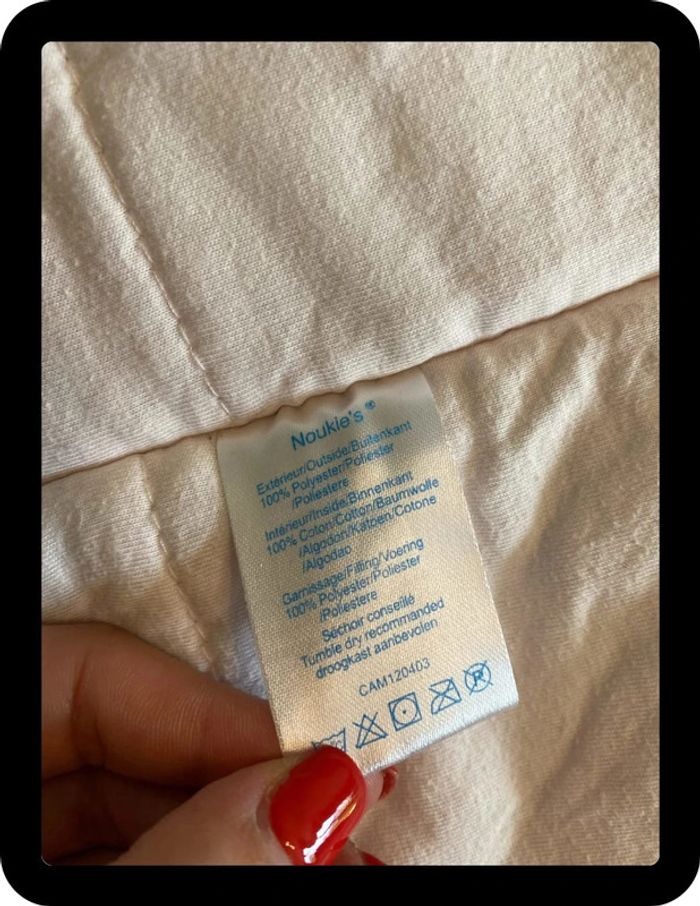 Noukie's ®
Extérieur/Outside/Buitenkant
100% Polyester/Poliester
/Poliestere
Intérieur/Inside/Binnenkant
100% Coton/Cotton/Baumwolle
/Algodon/Katoen/Cotone
/Algodao
Garnissage/Filling/Voering
100% Polyester/Poliester
/Poliestere
Sechoir conseillé
Tumble dry recommanded
droogkast aanbevolen
CAM120403
P